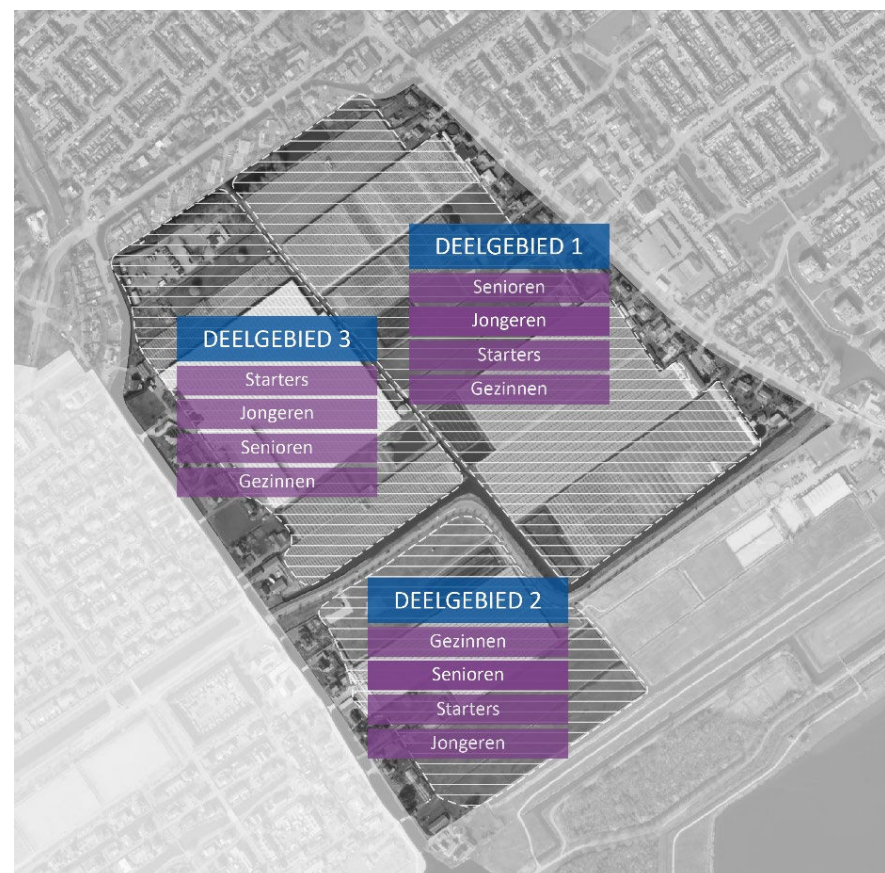 DEELGEBIED 1
Senioren
Jongeren
Starters
Gezinnen
DEELGEBIED 3
Starters
Jongeren
Senioren
Gezinnen
DEELGEBIED 2
Gezinnen
Senioren
Starters
Jongeren